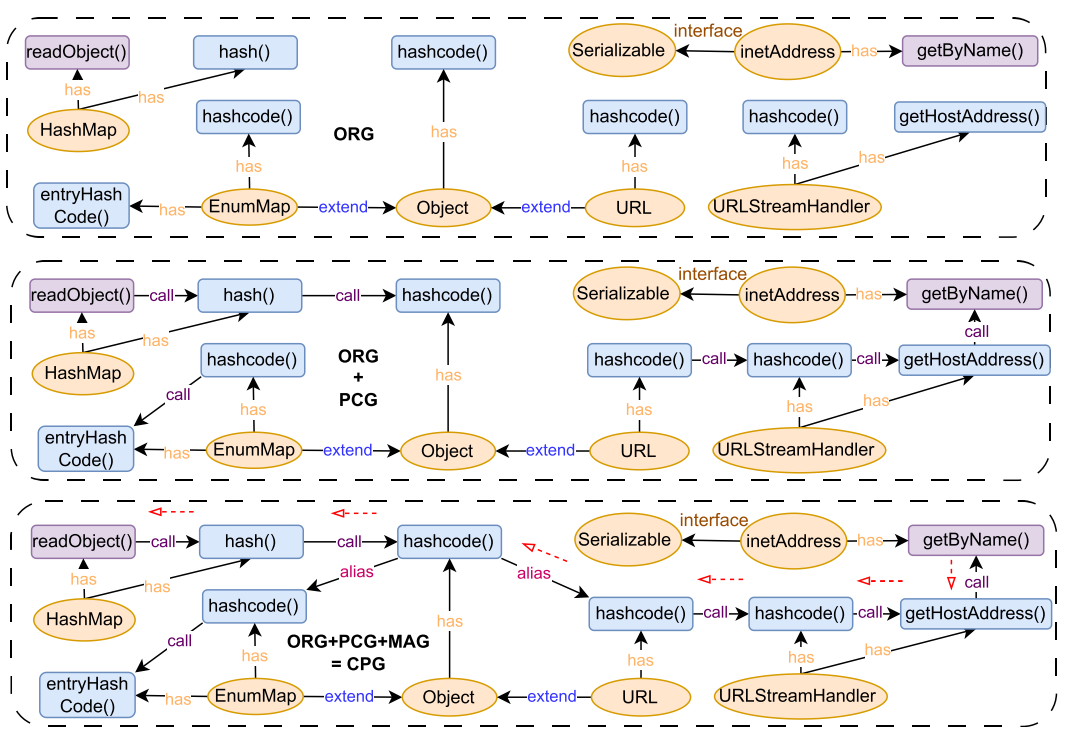 interface
readObject()
hash()
hashcode()
Serializable
inetAddress
has
getByName()
has
has
HashMap
hashcode()
ORG
has
hashcode()
hashcode()
getHostAddress()
has
has
has
has
entryHash
Code()
has
EnumMap
extend
Object
extend
URL
URLStreamHandler
interface
readObject()
call
hash()
call
hashcode()
Serializable
inetAddress
has
getByName()
has
has
call
HashMap
hashcode()
ORG
+
PCG
has
hashcode()
call
hashcode()
call
getHostAddress()
call
has
has
has
has
entryHash
Code()
has
EnumMap
extend
Object
extend
URL
URLStreamHandler
interface
readObject()
call
hash()
call
hashcode()
Serializable
inetAddress
has
getByName()
has
has
alias
alias
call
HashMap
hashcode()
has
hashcode()
call
hashcode()
call
getHostAddress()
call
ORG+PCG+MAG
= CPG
has
has
has
has
entryHash
Code()
has
EnumMap
extend
Object
extend
URL
URLStreamHandler